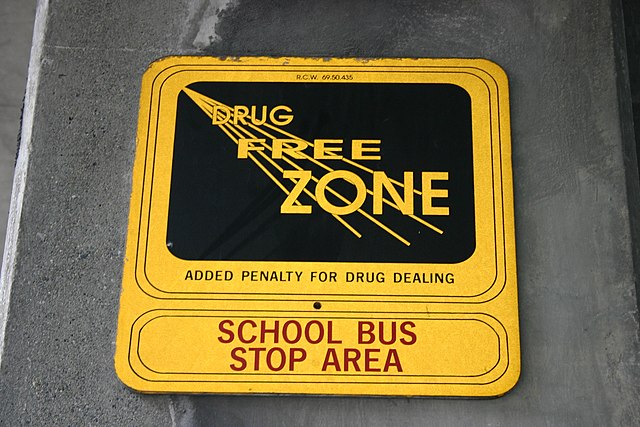 R.C.W. 69.50.435
DRUG
FREE
ZONE
ADDED PENALTY FOR DRUG DEALING
SCHOOL BUS
STOP AREA